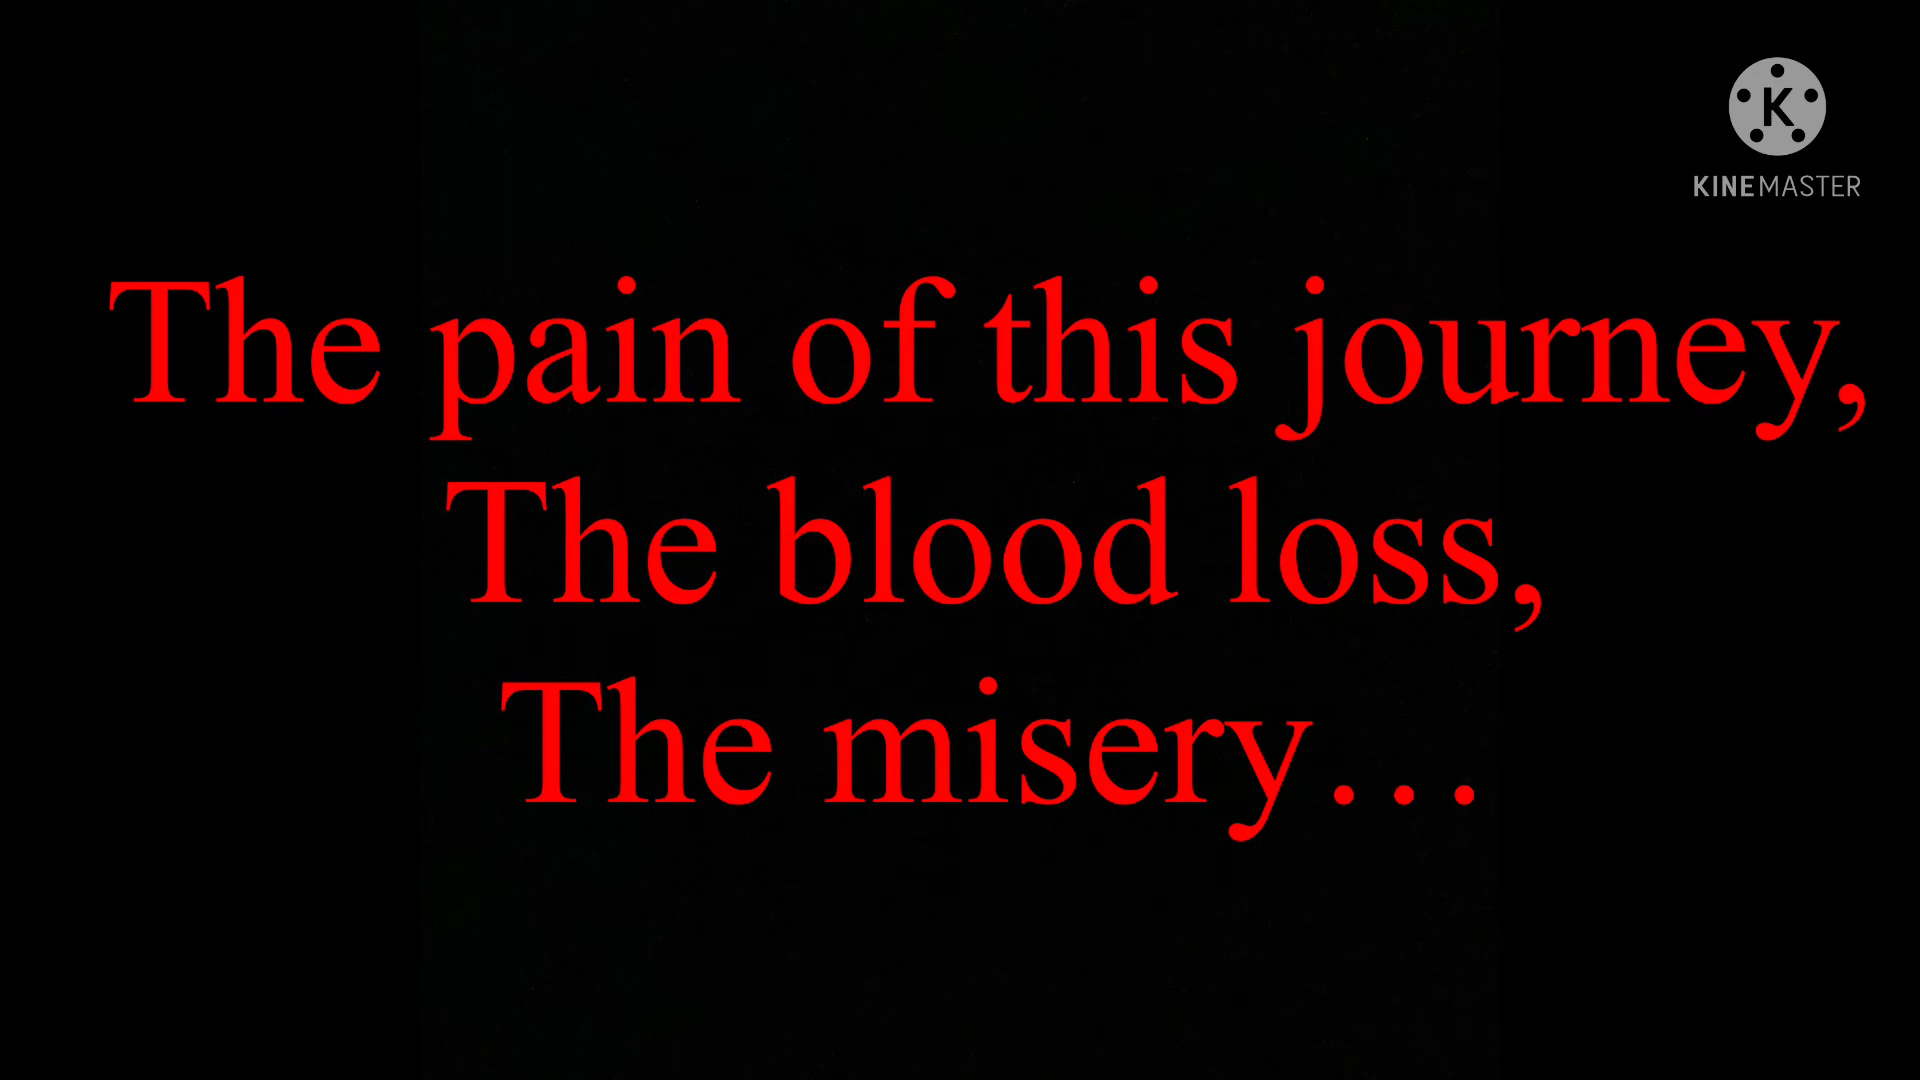 K
KINEMASTER
The pain of this journey,
The blood loss,
The misery...